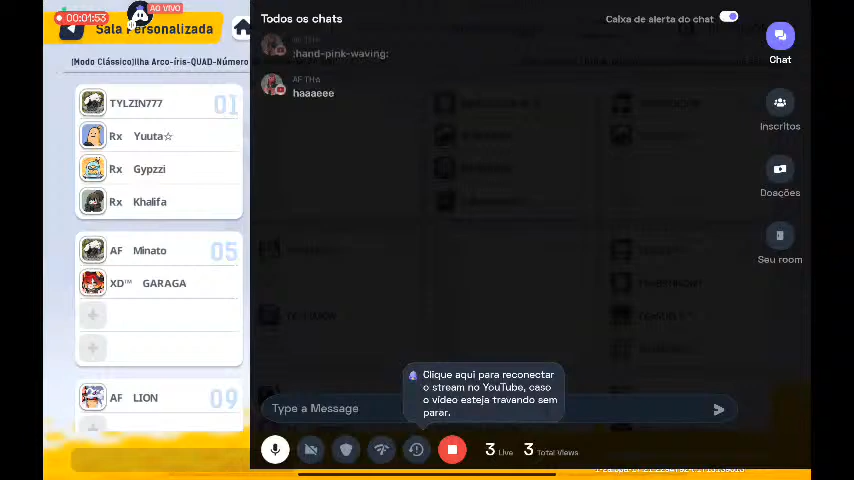 00:01:53
AO VIVO
Sala Personalizada
[Modo Clássico]Ilha Arco-íris-QUAD-Número
01
TYLZIN777
Rx Yuuta☆
Rx Gypzzi
Rx Khalifa
05
AF Minato
XD™ GARAGA
09
AF LION
Todos os chats
Caixa de alerta do chat
:hand-pink-waving:
AF TH6
haaaeee
Chat
Inscritos
Doações
Seu room
Clique aqui para reconectar
o stream no YouTube, caso
o vídeo esteja travando sem
parar.
Type a Message
3 Live 3 Total Views